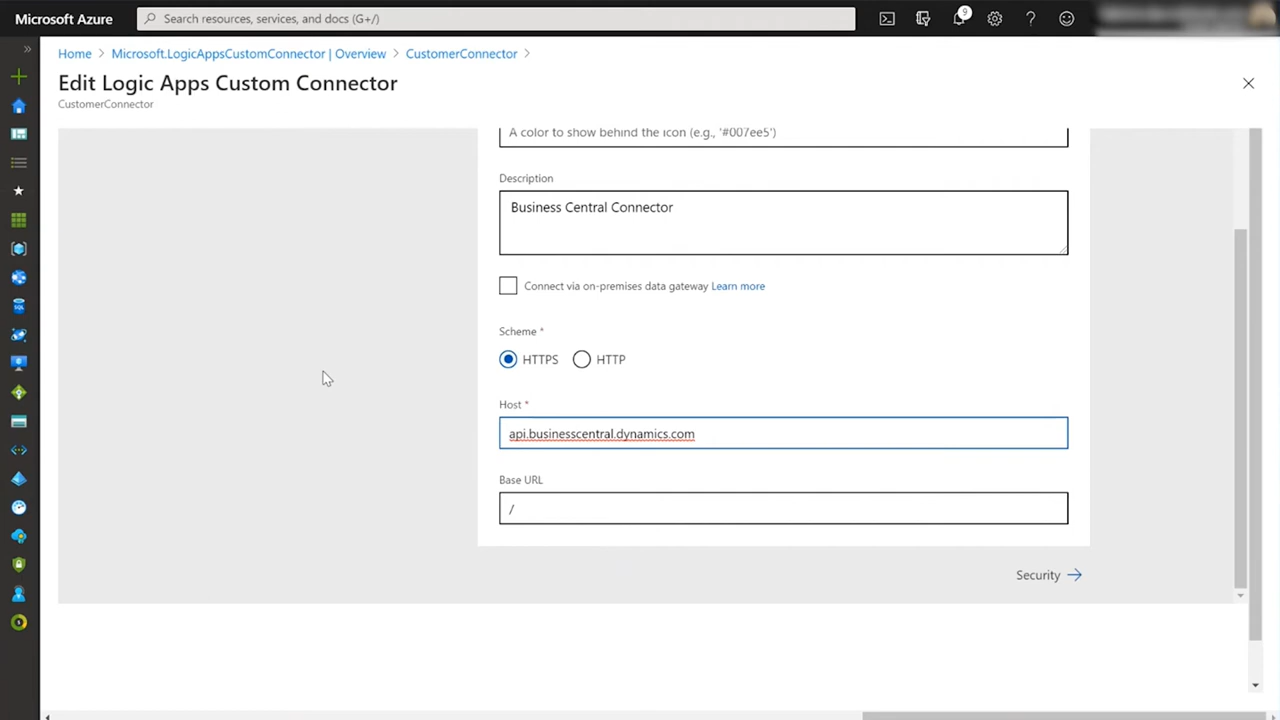 Microsoft Azure
Search resources, services, and docs (G+/)
9
Home > Microsoft.LogicAppsCustomConnector | Overview > CustomerConnector >
Edit Logic Apps Custom Connector
CustomerConnector
A color to show behind the icon (e.g., '#007ee5')
Description
Business Central Connector
Connect via on-premises data gateway Learn more
Scheme *
HTTPS HTTP
Host *
api.businesscentral.dynamics.com
Base URL
/
Security →